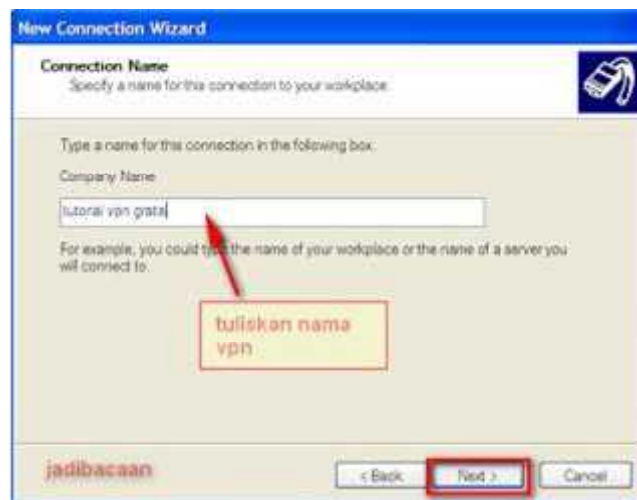 New Connection Wizard
Connection Name
Specify a name for this connection to your workplace.
Type a name for this connection in the following box.
Company Name
tutorial vpn gratis
For example, you could type the name of your workplace or the name of a server you
will connect to.
tuliskan nama
vpn
jadibacaan
< Back
Next >
Cancel